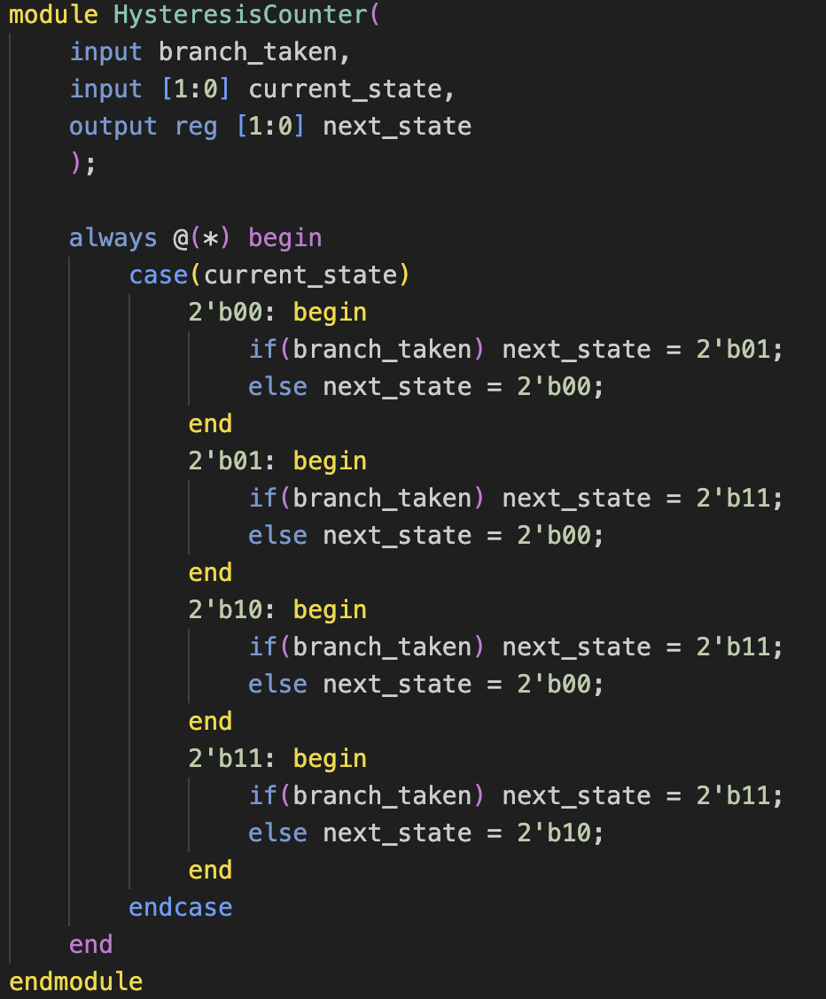 module HysteresisCounter(
    input branch_taken,
    input [1:0] current_state,
    output reg [1:0] next_state
    );

    always @(*) begin
        case(current_state)
            2'b00: begin
                if(branch_taken) next_state = 2'b01;
                else next_state = 2'b00;
            end
            2'b01: begin
                if(branch_taken) next_state = 2'b11;
                else next_state = 2'b00;
            end
            2'b10: begin
                if(branch_taken) next_state = 2'b11;
                else next_state = 2'b00;
            end
            2'b11: begin
                if(branch_taken) next_state = 2'b11;
                else next_state = 2'b10;
            end
        endcase
    end
endmodule